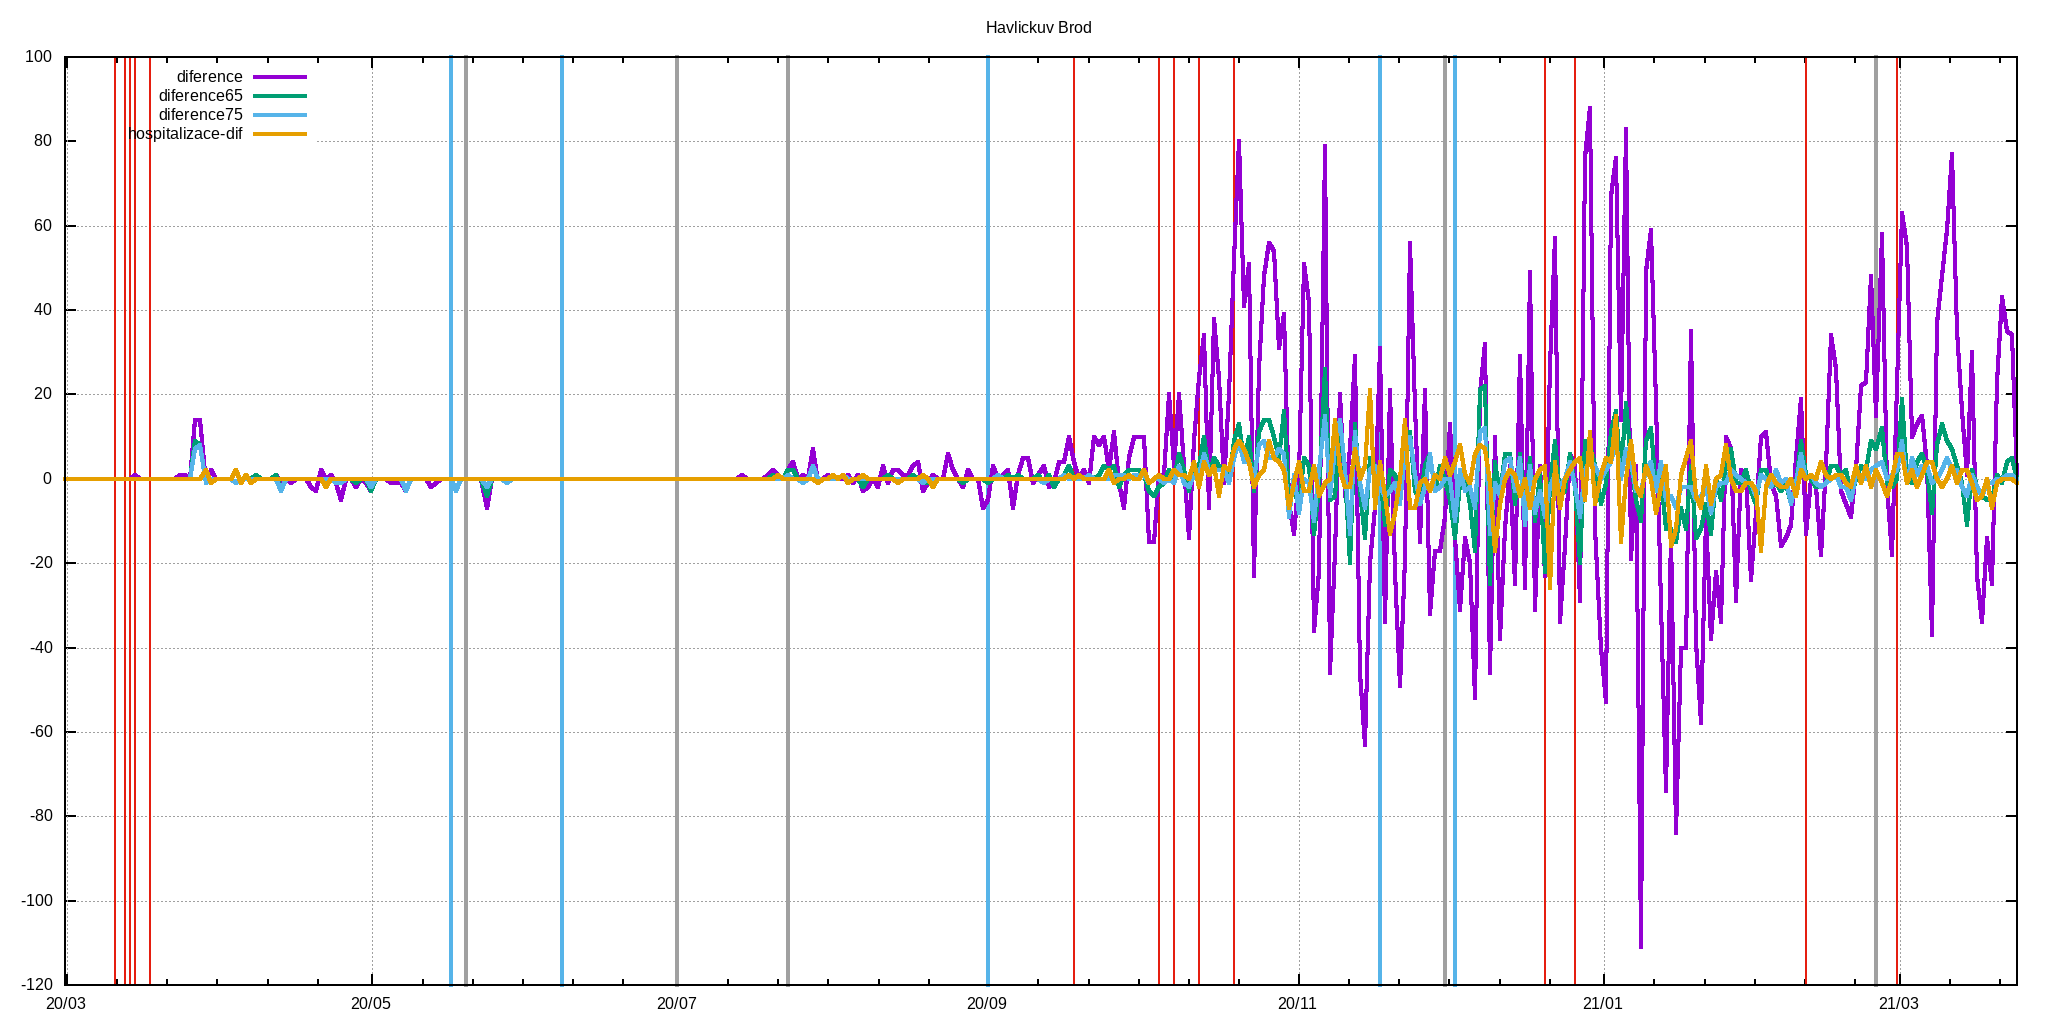 Havlickuv Brod
100
80
60
40
20
0
-20
-40
-60
-80
-100
-120
diference
diference65
diference75
hospitalizace-dif
20/03 20/05 20/07 20/09 20/11 21/01 21/03